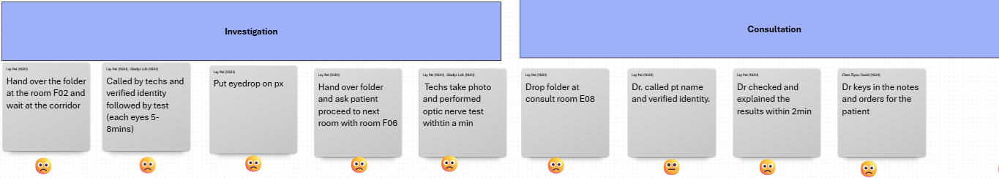 Investigation
Consultation
Lay Pei (NUH)
Hand over the folder
at the room F02 and
wait at the corridor
Lay Pei (NUH), Gladys Loh (NUH)
Called by techs and
verified identity
followed by test
(each eyes 5-
8mins)
Lay Pei (NUH)
Put eyedrop on px
Lay Pei (NUH)
Hand over folder
and ask patient
proceed to next
room with room F06
Lay Pei (NUH), Gladys Loh (NUH)
Techs take photo
and performed
optic nerve test
withtin a min
Lay Pei (NUH)
Drop folder at
consult room E08
Lay Pei (NUH)
Dr. called pt name
and verified identity.
Lay Pei (NUH)
Dr checked and
explained the
results within 2min
Chen Ziyou David (NUH)
Dr keys in the notes
and orders for the
patient